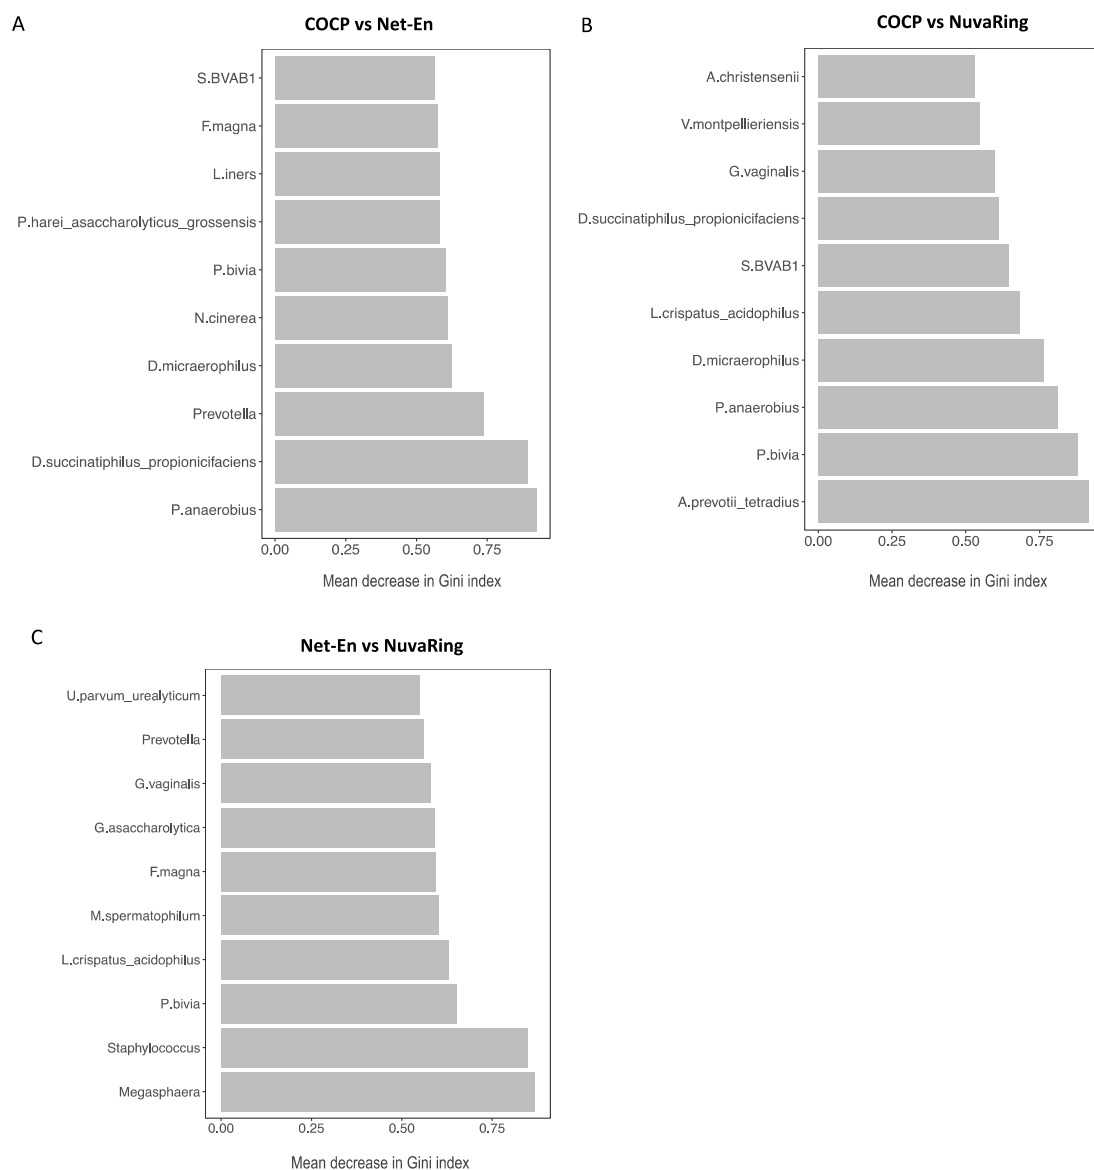 A
COCP vs Net-En
S.BVAB1
F.magna
L.iners
P.harei_asaccharolyticus_grossensis
P.bivia
N.cinerea
D.micraerophilus
Prevotella
D.succinatiphilus_propionicifaciens
P.anaerobius
0.00 0.25 0.50 0.75
Mean decrease in Gini index
B
COCP vs NuvaRing
A.christensenii
V.montpellieriensis
G.vaginalis
D.succinatiphilus_propionicifaciens
S.BVAB1
L.crispatus_acidophilus
D.micraerophilus
P.anaerobius
P.bivia
A.prevotii_tetradius
0.00 0.25 0.50 0.75
Mean decrease in Gini index
C
Net-En vs NuvaRing
U.parvum_urealyticum
Prevotella
G.vaginalis
G.asaccharolytica
F.magna
M.spermatophilum
L.crispatus_acidophilus
P.bivia
Staphylococcus
Megasphaera
0.00 0.25 0.50 0.75
Mean decrease in Gini index